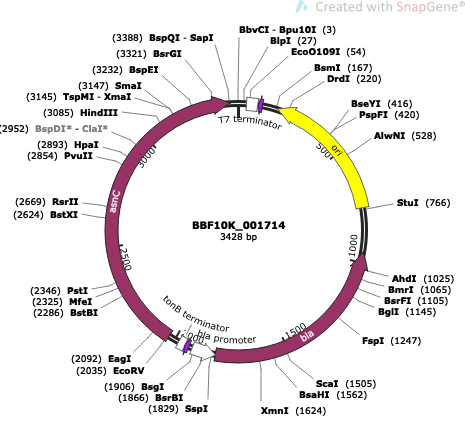 Created with SnapGene®
(3388) BspQI - SapI
(3321) BsrGI
(3232) BspEI
(3147) SmaI
(3145) TspMI - XmaI
(3085) HindIII
(2952) BspDI* - ClaI*
(2893) HpaI
(2854) PvuII
(2669) RsrII
(2624) BstXI
(2346) PstI
(2325) MfeI
(2286) BstBI
(2092) EagI
(2035) EcoRV
(1906) BsgI
(1866) BsrBI
(1829) SspI
BbvCI - Bpu10I (3)
BlpI (27)
EcoO109I (54)
BsmI (167)
DrdI (220)
BseYI (416)
PspFI (420)
AlwNI (528)
StuI (766)
AhdI (1025)
BmrI (1065)
BsrFI (1105)
BglI (1145)
FspI (1247)
ScaI (1505)
BsaHI (1562)
XmnI (1624)
T7 terminator
ori
500
1000
1500
bla
bla promoter
tonB terminator
2500
asnC
3000
BBF10K_001714
3428 bp